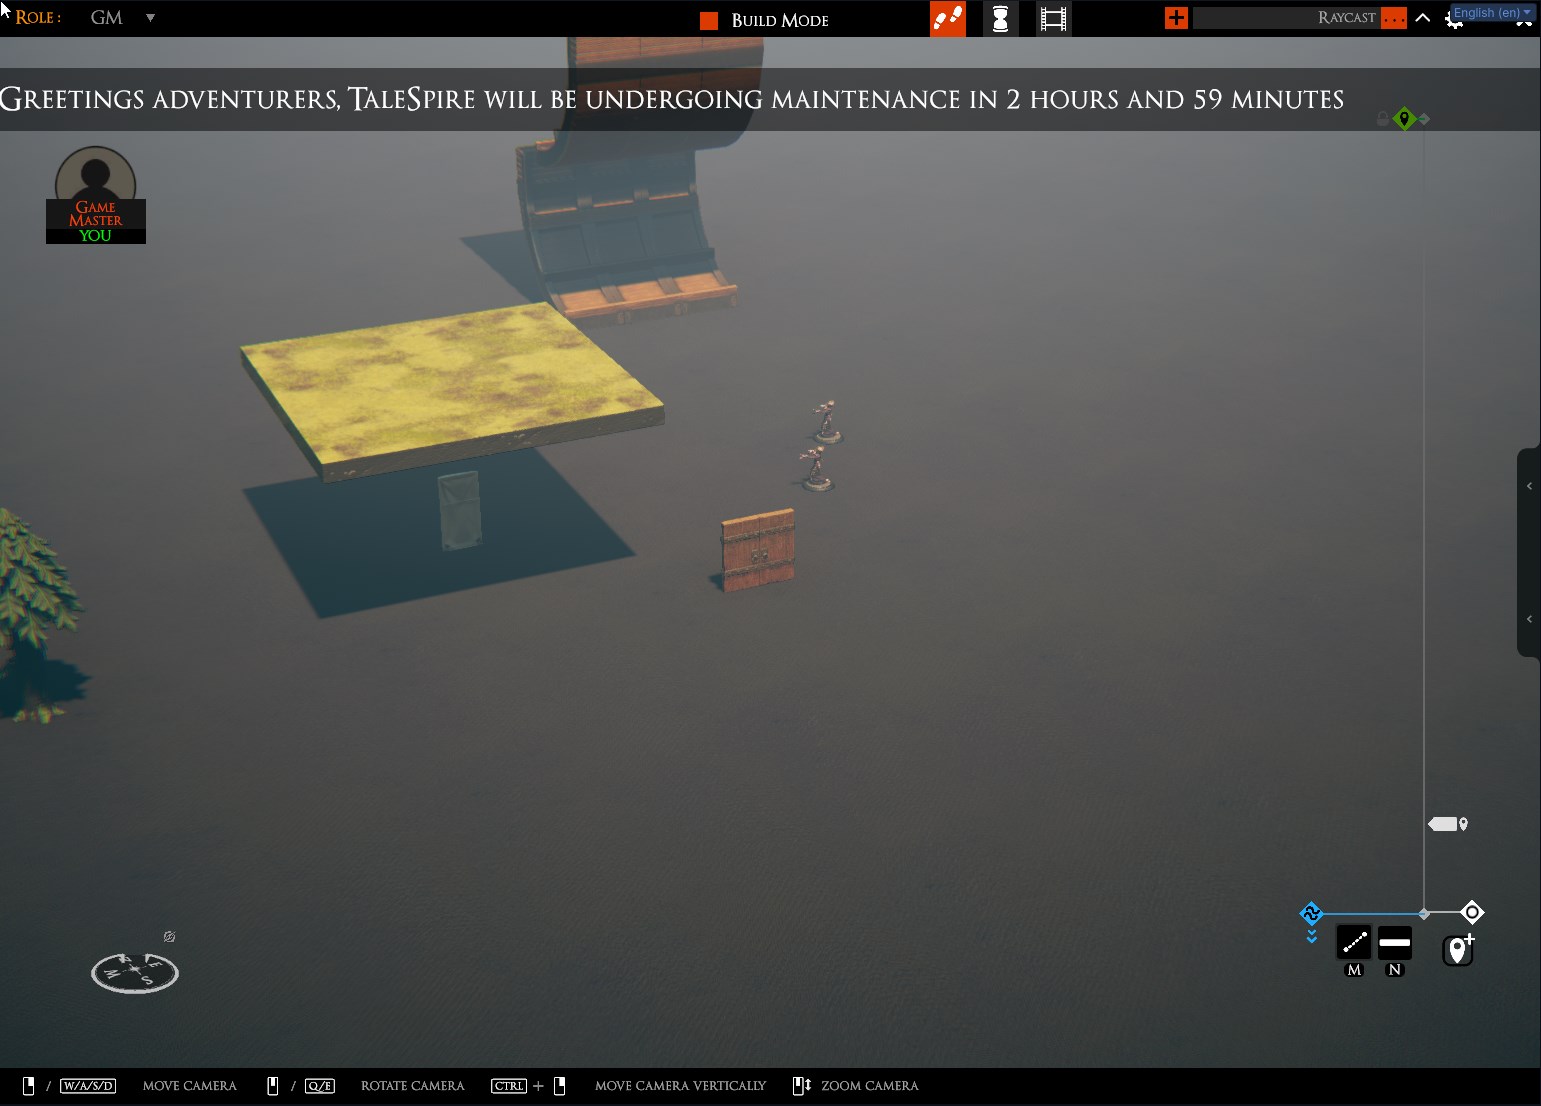 Role: GM
Build Mode
Raycast ...
English (en)
Greetings adventurers, TaleSpire will be undergoing maintenance in 2 hours and 59 minutes
Game
Master
YOU
E
S
M
N
/ W/A/S/D Move camera / Q/E Rotate camera CTRL + Move camera vertically Zoom camera